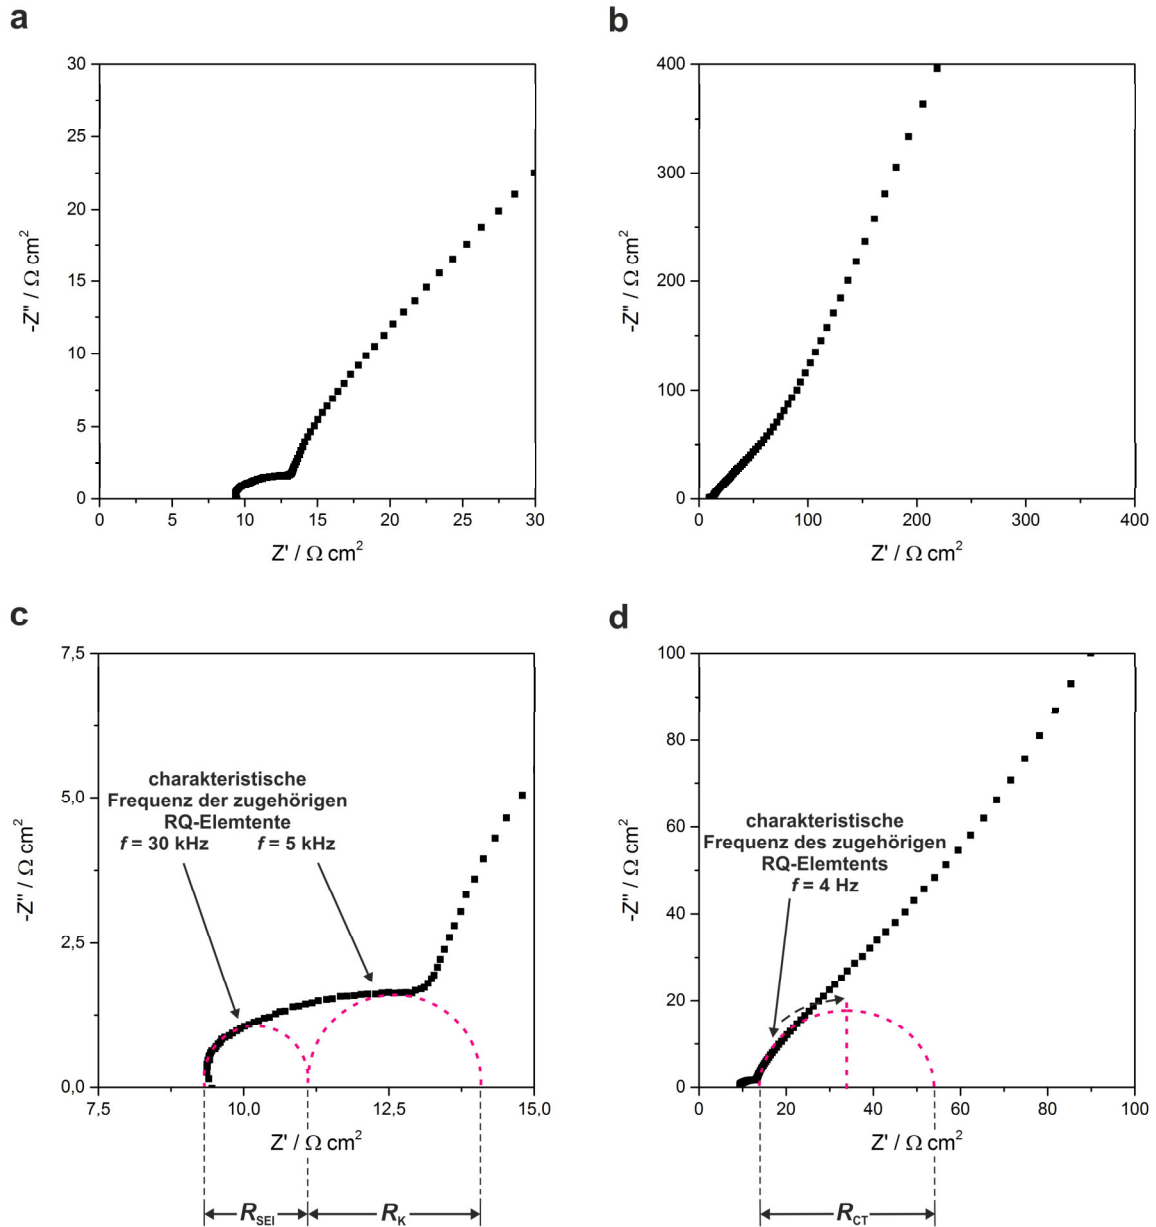 a
30
25
20
15
10
5
0
0 5 10 15 20 25 30
-Z'' / Ω cm²
Z' / Ω cm²
b
400
300
200
100
0
0 100 200 300 400
-Z'' / Ω cm²
Z' / Ω cm²
c
7,5
5,0
2,5
0,0
7,5 10,0 12,5 15,0
-Z'' / Ω cm²
Z' / Ω cm²
charakteristische
Frequenz der zugehörigen
RQ-Elemtente
f = 30 kHz f = 5 kHz
R_SEI R_K
d
100
80
60
40
20
0
0 20 40 60 80 100
-Z'' / Ω cm²
Z' / Ω cm²
charakteristische
Frequenz des zugehörigen
RQ-Elemtents
f = 4 Hz
R_CT